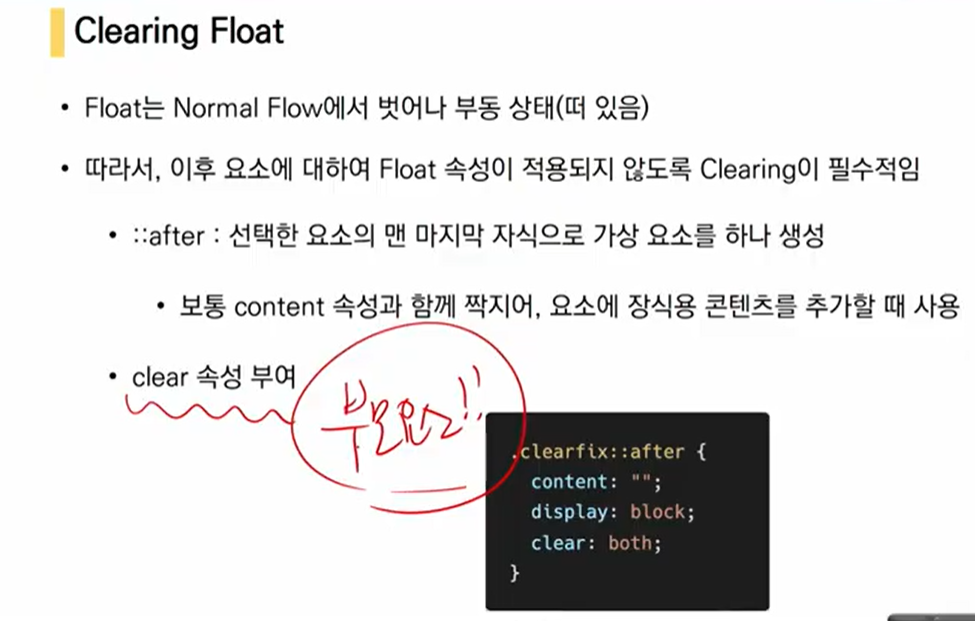 Clearing Float
• Float는 Normal Flow에서 벗어나 부동 상태(떠 있음)
• 따라서, 이후 요소에 대하여 Float 속성이 적용되지 않도록 Clearing이 필수적임
• ::after : 선택한 요소의 맨 마지막 자식으로 가상 요소를 하나 생성
• 보통 content 속성과 함께 짝지어, 요소에 장식용 콘텐츠를 추가할 때 사용
• clear 속성 부여
부모요소!!
.clearfix::after {
content: "";
display: block;
clear: both;
}